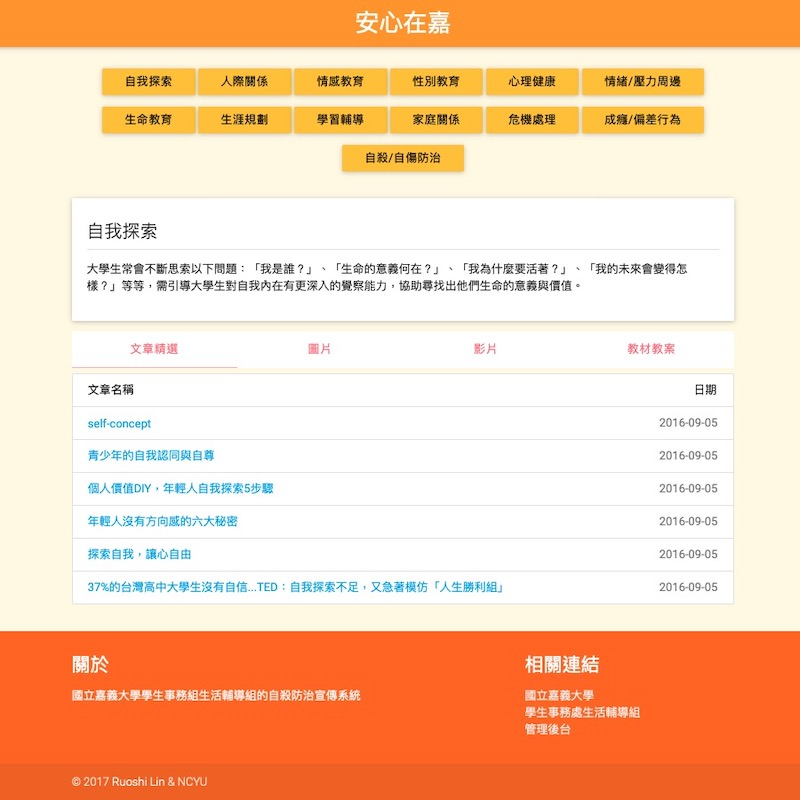 安心在嘉
自我探索 人際關係 情感教育 性別教育 心理健康 情緒/壓力周邊
生命教育 生涯規劃 學習輔導 家庭關係 危機處理 成癮/偏差行為
自殺/自傷防治
自我探索
大學生常會不斷思索以下問題：「我是誰？」、「生命的意義何在？」、「我為什麼要活著？」、「我的未來會變得怎
樣？」等等，需引導大學生對自我內在有更深入的覺察能力，協助尋找出他們生命的意義與價值。
文章精選 圖片 影片 教材教案
文章名稱 日期
self-concept 2016-09-05
青少年的自我認同與自尊 2016-09-05
個人價值DIY，年輕人自我探索5步驟 2016-09-05
年輕人沒有方向感的六大秘密 2016-09-05
探索自我，讓心自由 2016-09-05
37%的台灣高中大學生沒有自信...TED：自我探索不足，又急著模仿「人生勝利組」 2016-09-05
關於
國立嘉義大學學生事務組生活輔導組的自殺防治宣傳系統
相關連結
國立嘉義大學
學生事務處生活輔導組
管理後台
© 2017 Ruoshi Lin & NCYU